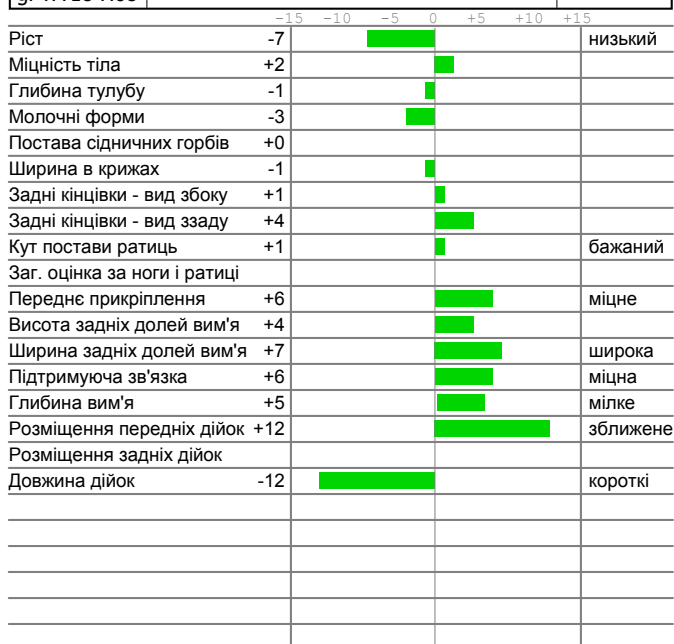 -15 -10 -5 0 +5 +10 +15
Ріст -7 низький
Міцність тіла +2
Глибина тулубу -1
Молочні форми -3
Постава сідничних горбів +0
Ширина в крижах -1
Задні кінцівки - вид збоку +1
Задні кінцівки - вид ззаду +4
Кут постави ратиць +1 бажаний
Заг. оцінка за ноги і ратиці
Переднє прикріплення +6 міцне
Висота задніх долей вим'я +4
Ширина задніх долей вим'я +7 широка
Підтримуюча зв'язка +6 міцна
Глибина вим'я +5 мілке
Розміщення передніх дійок +12 зближене
Розміщення задніх дійок
Довжина дійок -12 короткі